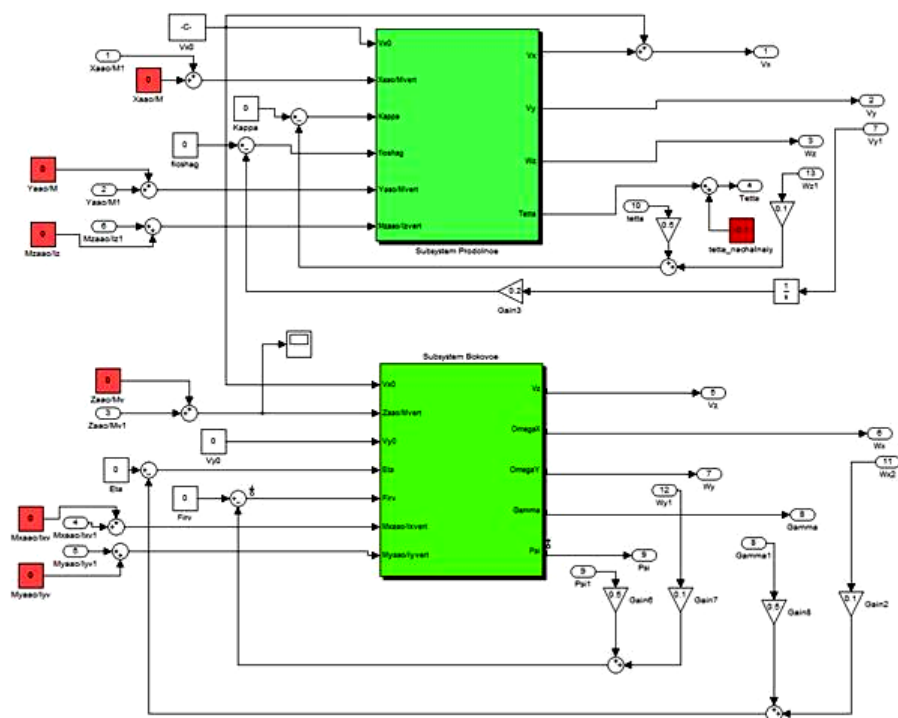 -C-
Vx0
1
Xaao/M1
0
Xaao/M
0
Kappa
0
fioshag
0
Yaao/M
2
Yaao/M1
6
Mzaao/Iz1
0
Mzaao/Iz
Vx0
Xaao/Mvert
Kappa
fioshag
Yaao/Mvert
Mzaao/Izvert
Vx
Vy
Wz
Tetta
Subsystem Prodolnoe
1
Vx
2
Vy
7
Vy1
3
Wz
13
Wz1
4
Tetta
10
tetta
0.5
0.1
tetta_nachalnaiy
0.2
Gain3
1
s
Subsystem Bokovoe
0
Zaao/Mv
3
Zaao/Mv1
0
Vy0
0
Eta
0
Firv
0
Mxaao/Ixv
4
Mxaao/Ixv1
5
Myaao/Iyv1
0
Myaao/Iyv
Vx0
Zaao/Mvert
Vy0
Eta
Firv
Mxaao/Ixvert
Myaao/Iyvert
Vz
OmegaX
OmegaY
Gamma
Psi
5
Vz
6
Wx
11
Wx2
7
Wy
12
Wy1
8
Gamma
8
Gamma1
9
Psi
9
Psi1
0.5
Gain6
0.1
Gain7
0.5
Gain8
0.1
Gain2